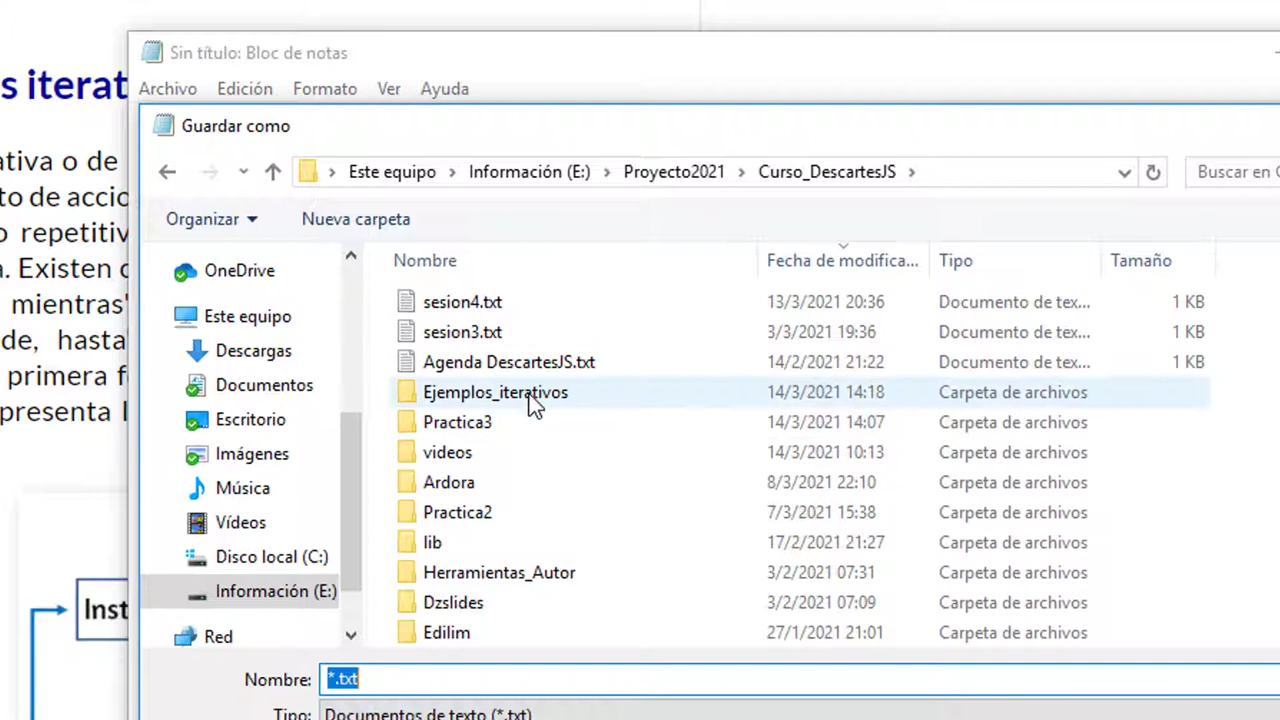 Sin título: Bloc de notas
Archivo Edición Formato Ver Ayuda
Guardar como
Este equipo > Información (E:) > Proyecto2021 > Curso_DescartesJS >
Buscar en
Organizar Nueva carpeta
Nombre Fecha de modifica... Tipo Tamaño
OneDrive
Este equipo
Descargas
Documentos
Escritorio
Imágenes
Música
Vídeos
Disco local (C:)
Información (E:)
Red
sesion4.txt 13/3/2021 20:36 Documento de tex... 1 KB
sesion3.txt 3/3/2021 19:36 Documento de tex... 1 KB
Agenda DescartesJS.txt 14/2/2021 21:22 Documento de tex... 1 KB
Ejemplos_iterativos 14/3/2021 14:18 Carpeta de archivos
Practica3 14/3/2021 14:07 Carpeta de archivos
videos 14/3/2021 10:13 Carpeta de archivos
Ardora 8/3/2021 22:10 Carpeta de archivos
Practica2 7/3/2021 15:38 Carpeta de archivos
lib 17/2/2021 21:27 Carpeta de archivos
Herramientas_Autor 3/2/2021 07:31 Carpeta de archivos
Dzslides 3/2/2021 07:09 Carpeta de archivos
Edilim 27/1/2021 21:01 Carpeta de archivos
Nombre: *.txt
Tipo: Documentos de texto (*.txt)
s iterat
ativa o de
to de accio
o repetitiv
a. Existen
mientras"
de, hasta
primera f
presenta l
Inst